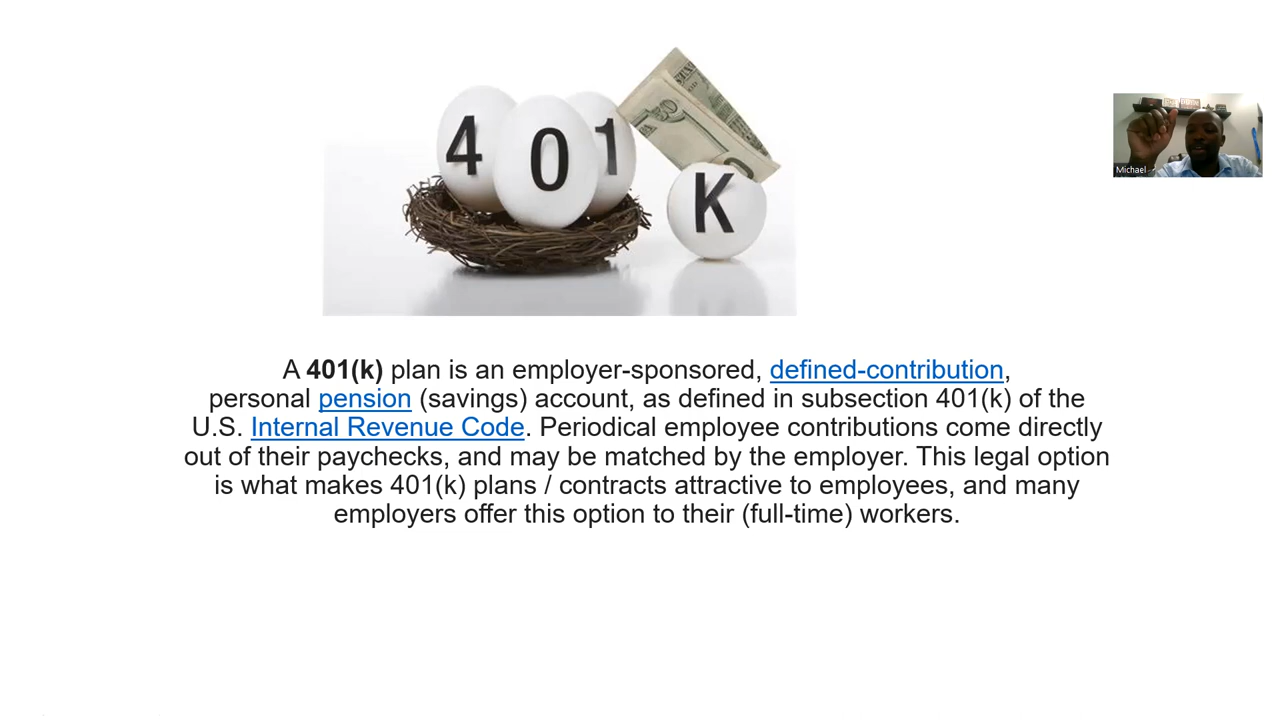 4 0 1
K
Michael
A 401(k) plan is an employer-sponsored, defined-contribution,
personal pension (savings) account, as defined in subsection 401(k) of the
U.S. Internal Revenue Code. Periodical employee contributions come directly
out of their paychecks, and may be matched by the employer. This legal option
is what makes 401(k) plans / contracts attractive to employees, and many
employers offer this option to their (full-time) workers.